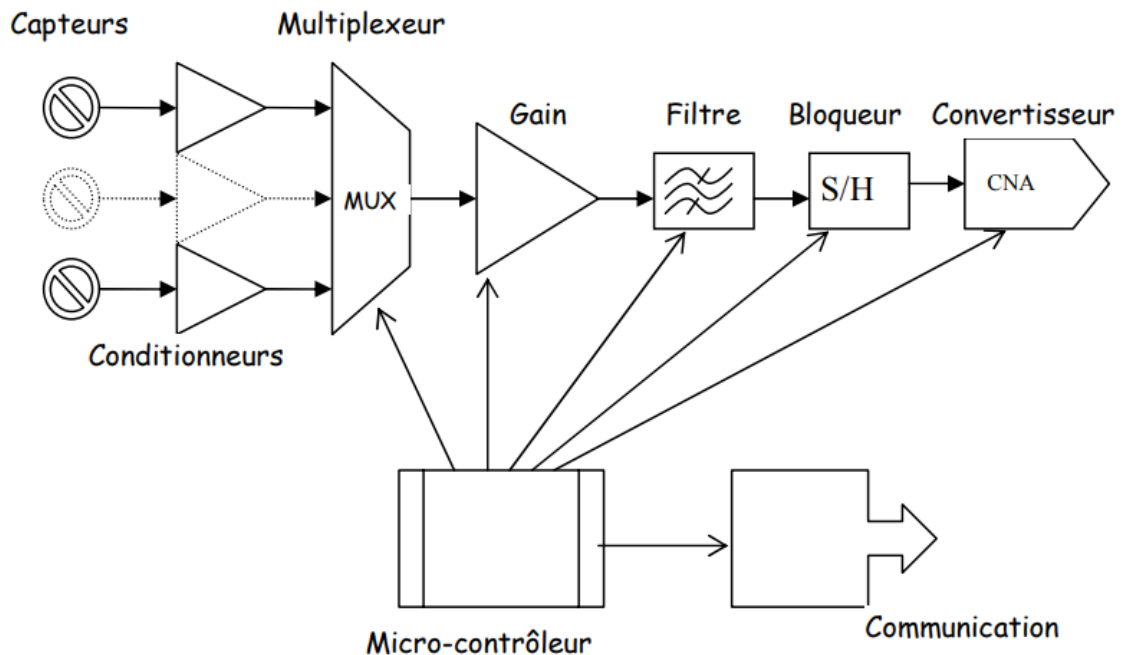 Capteurs
Multiplexeur
Gain
Filtre
Bloqueur
Convertisseur
MUX
S/H
CNA
Conditionneurs
Micro-contrôleur
Communication